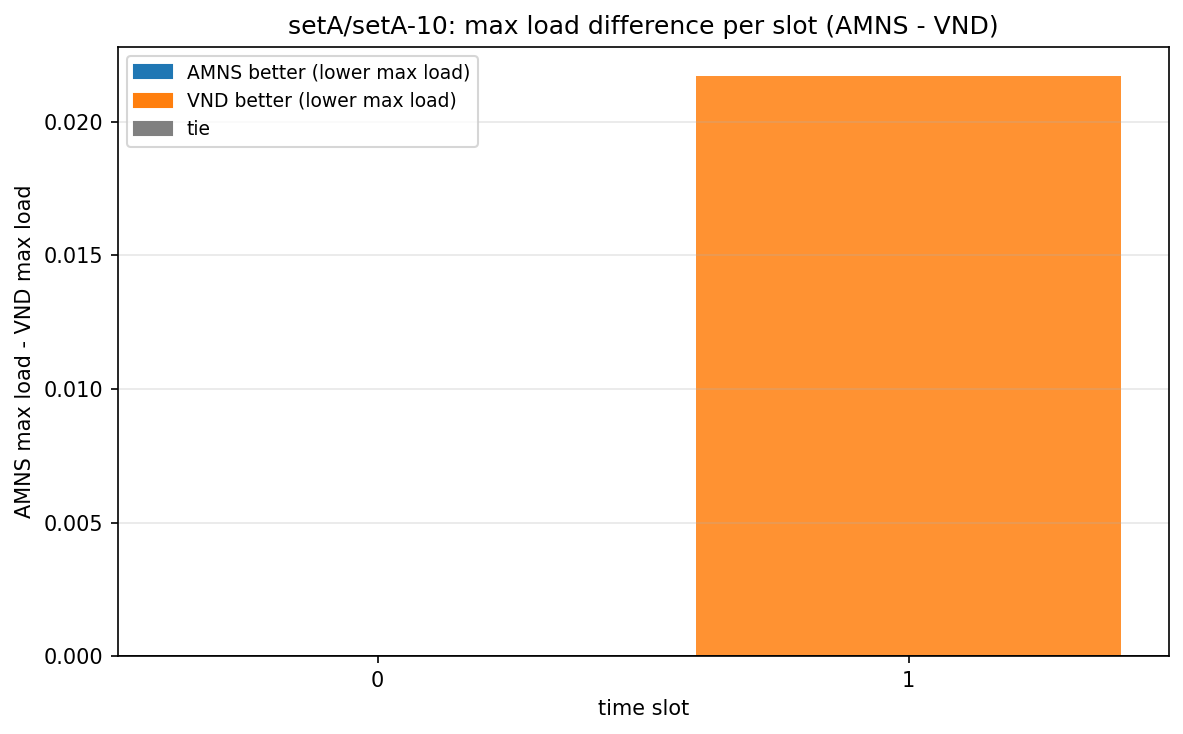 setA/setA-10: max load difference per slot (AMNS - VND)
AMNS better (lower max load)
VND better (lower max load)
tie
AMNS max load - VND max load
0.020
0.015
0.010
0.005
0.000
0 1
time slot